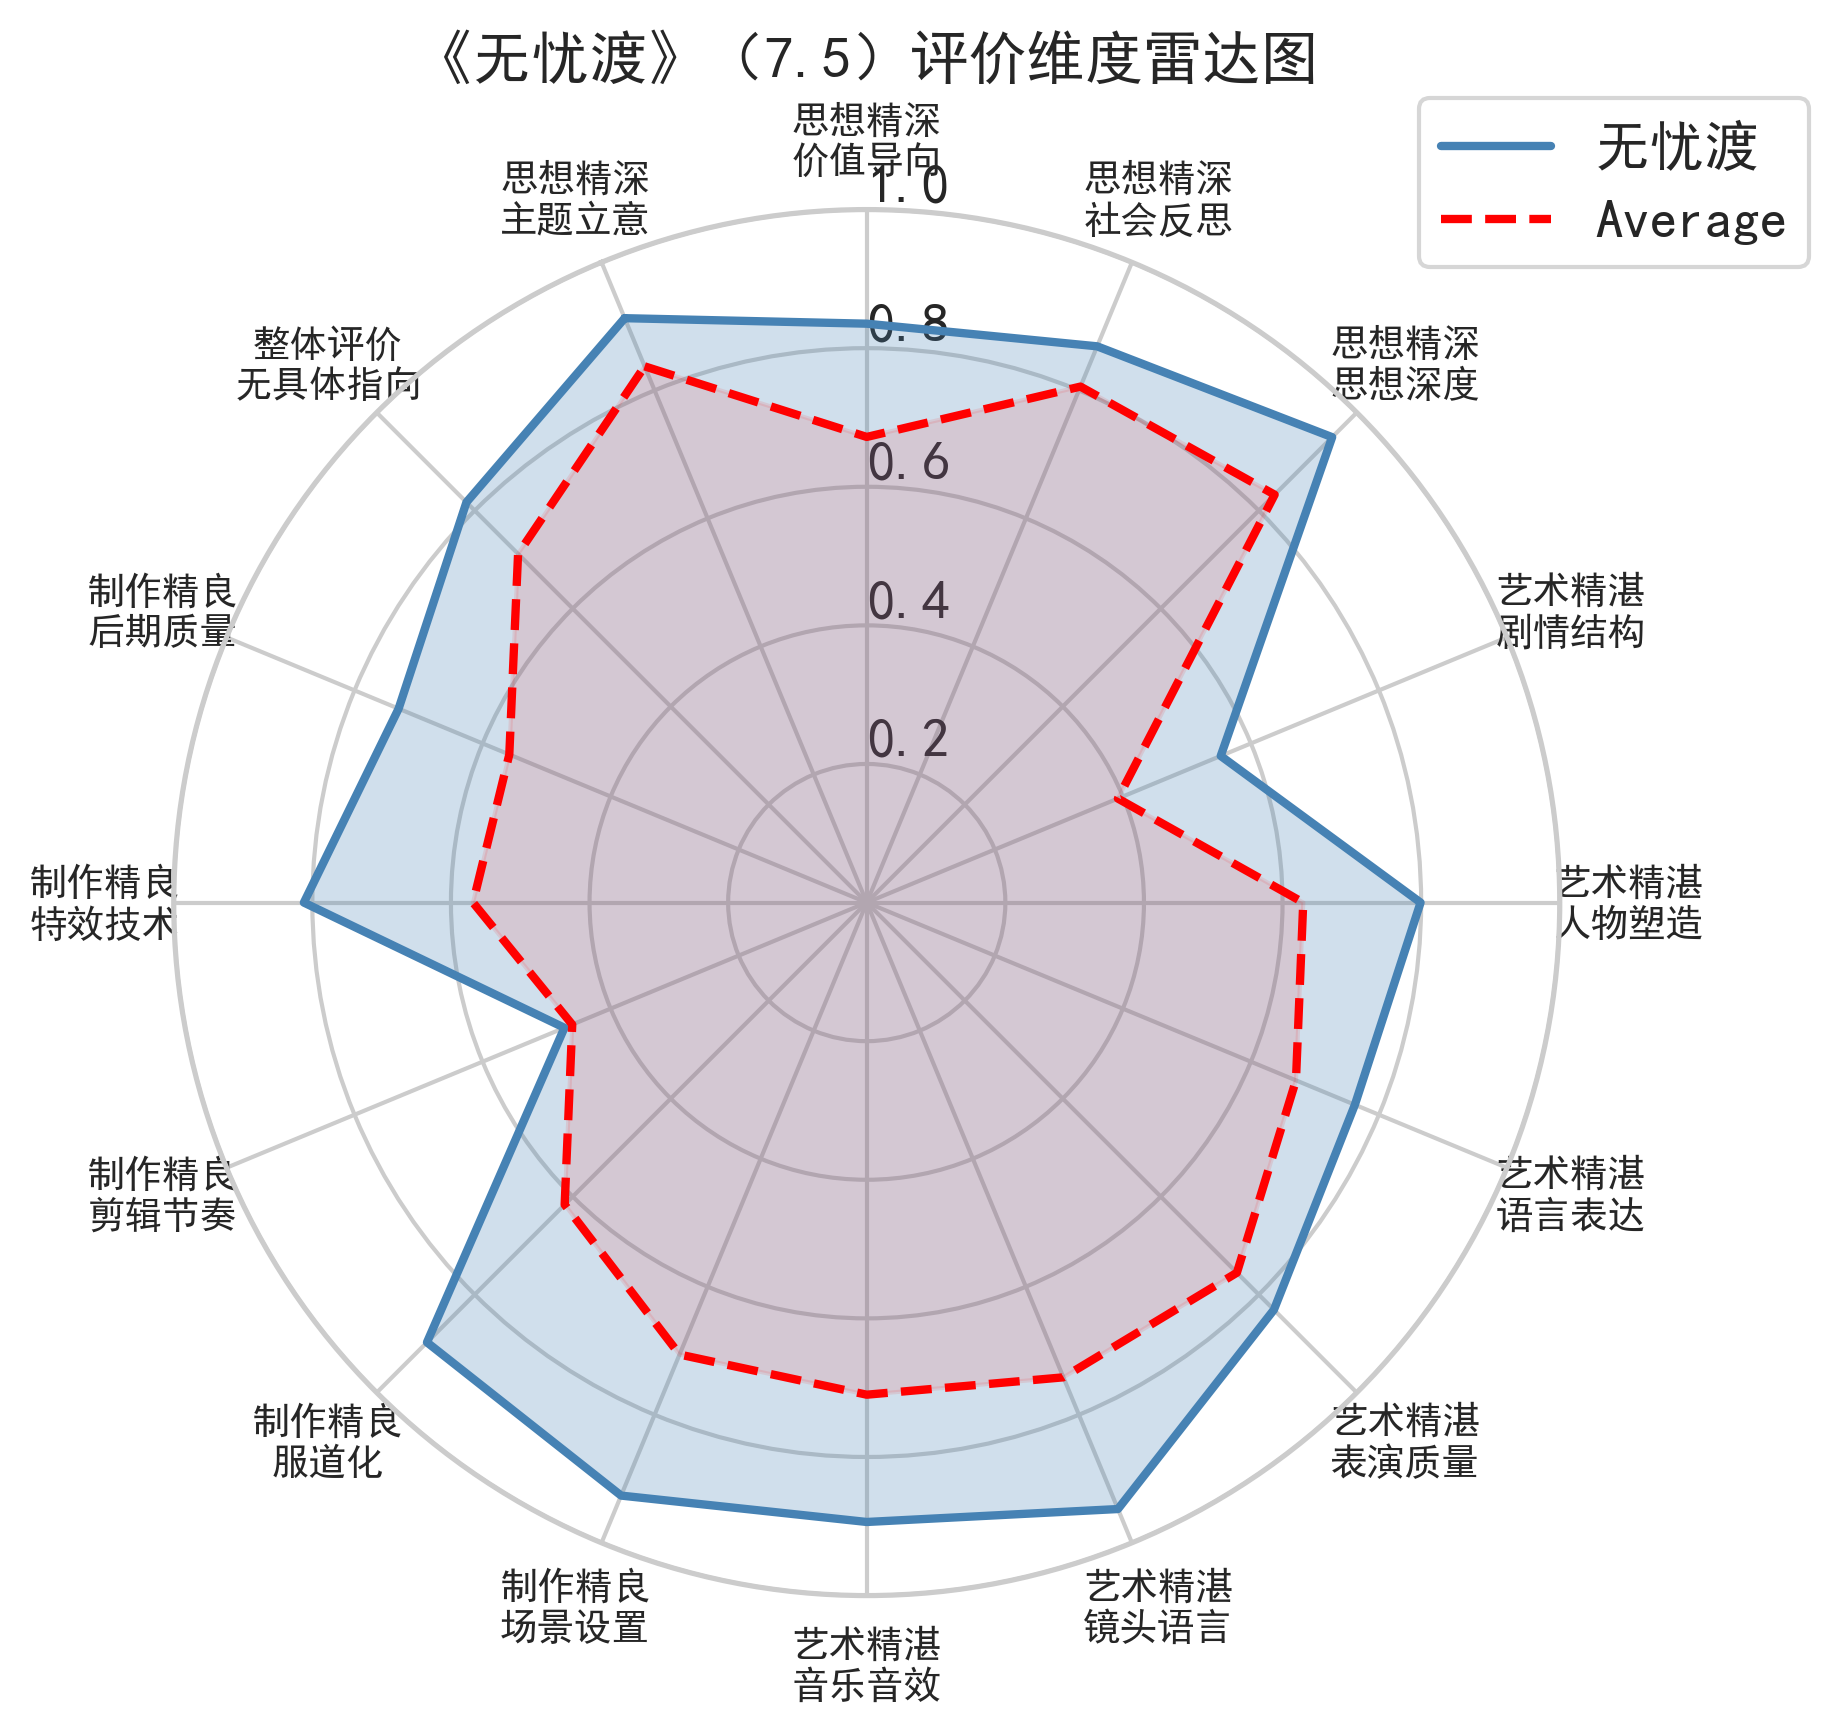 《无忧渡》（7.5）评价维度雷达图
无忧渡
Average
思想精深
价值导向
思想精深
社会反思
思想精深
思想深度
艺术精湛
剧情结构
艺术精湛
人物塑造
艺术精湛
语言表达
艺术精湛
表演质量
艺术精湛
镜头语言
艺术精湛
音乐音效
制作精良
场景设置
制作精良
服道化
制作精良
剪辑节奏
制作精良
特效技术
制作精良
后期质量
整体评价
无具体指向
思想精深
主题立意
1.0
0.8
0.6
0.4
0.2